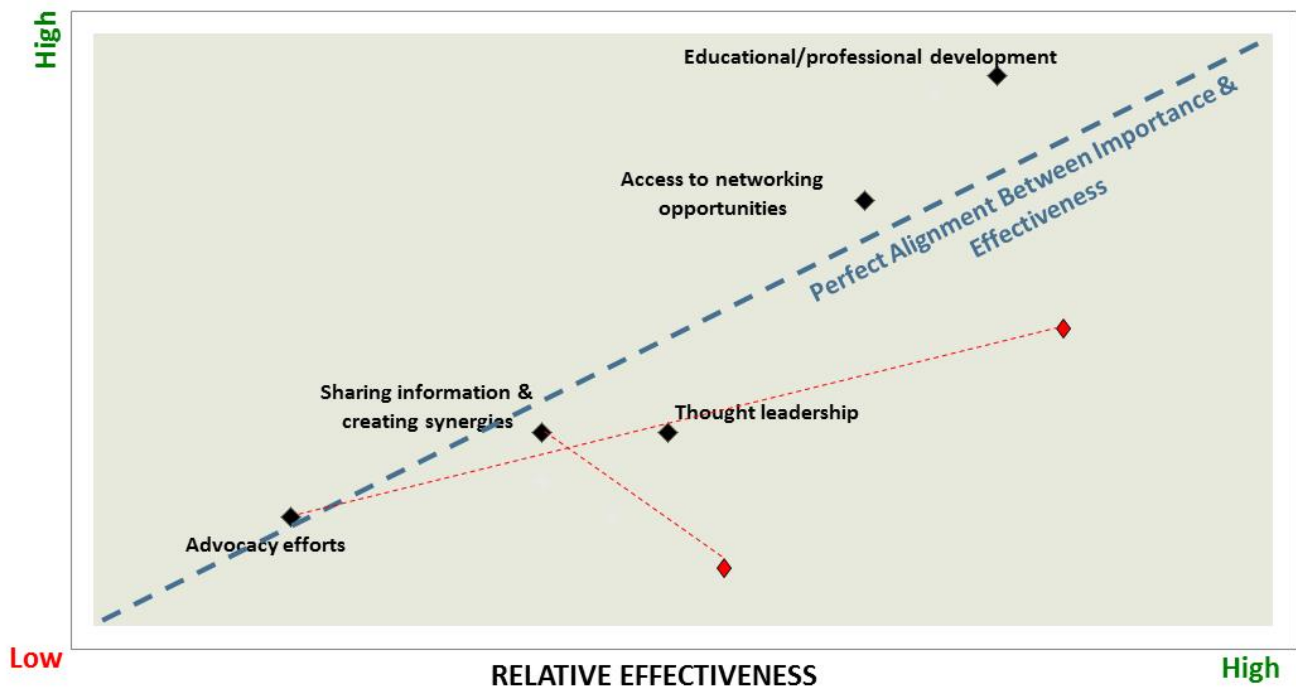 High
Educational/professional development
Access to networking
opportunities
Perfect Alignment Between Importance &
Effectiveness
Sharing information &
creating synergies
Thought leadership
Advocacy efforts
Low
RELATIVE EFFECTIVENESS
High